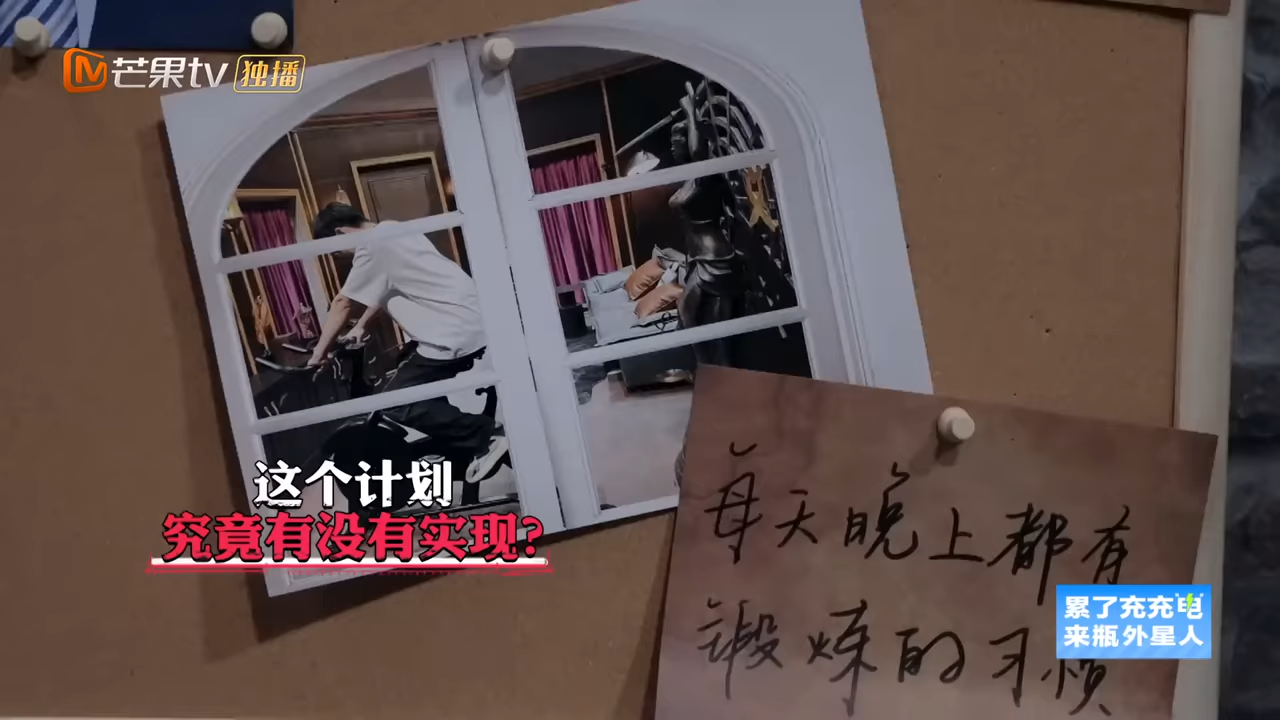 芒果tv 独播
这个计划
究竟有没有实现?
每天晚上都有
锻炼的习惯
累了充充电
来瓶外星人